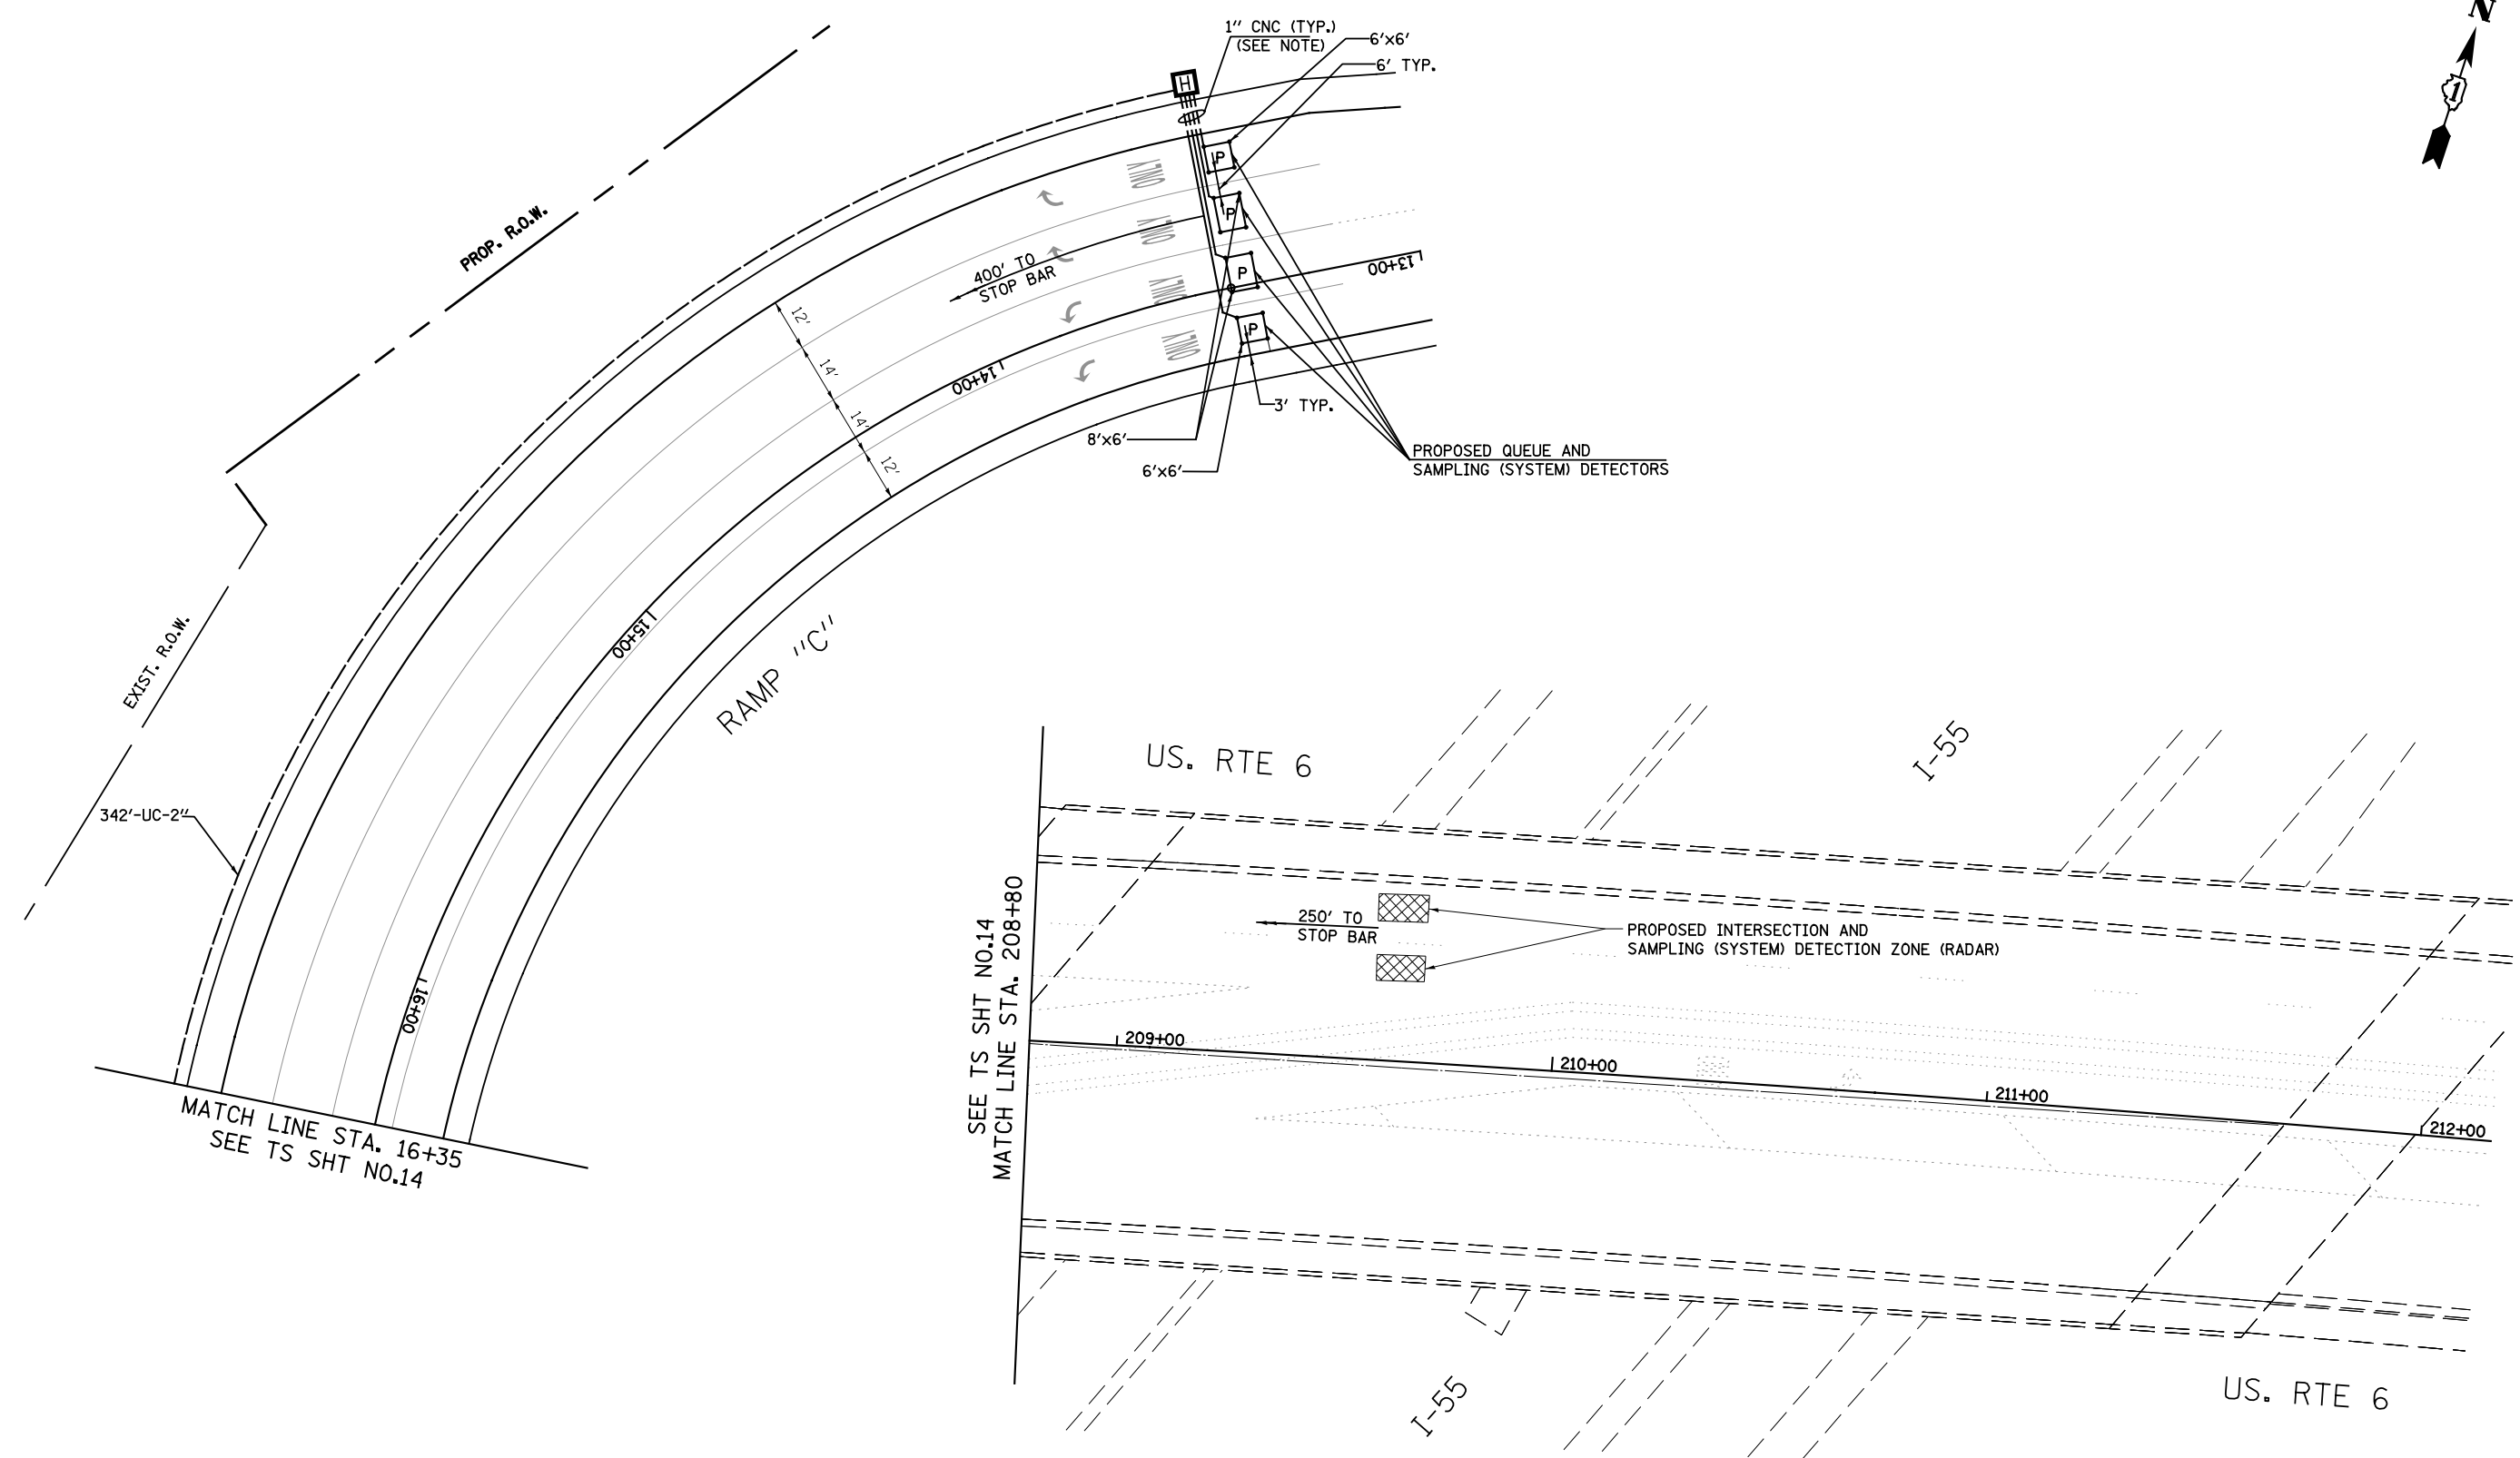 1" CNC (TYP.)
(SEE NOTE)
6'x6'
6' TYP.
N
1
H
P
P
P
P
ONLY
ONLY
ONLY
ONLY
PROP. R.O.W.
400' TO
STOP BAR
13+00
14+00
12'
14'
14'
12'
3' TYP.
8'x6'
6'x6'
PROPOSED QUEUE AND
SAMPLING (SYSTEM) DETECTORS
EXIST. R.O.W.
15+00
RAMP "C"
342'-UC-2"
16+00
MATCH LINE STA. 16+35
SEE TS SHT NO.14
US. RTE 6
I-55
SEE TS SHT NO.14
MATCH LINE STA. 208+80
250' TO
STOP BAR
PROPOSED INTERSECTION AND
SAMPLING (SYSTEM) DETECTION ZONE (RADAR)
209+00
210+00
211+00
212+00
I-55
US. RTE 6